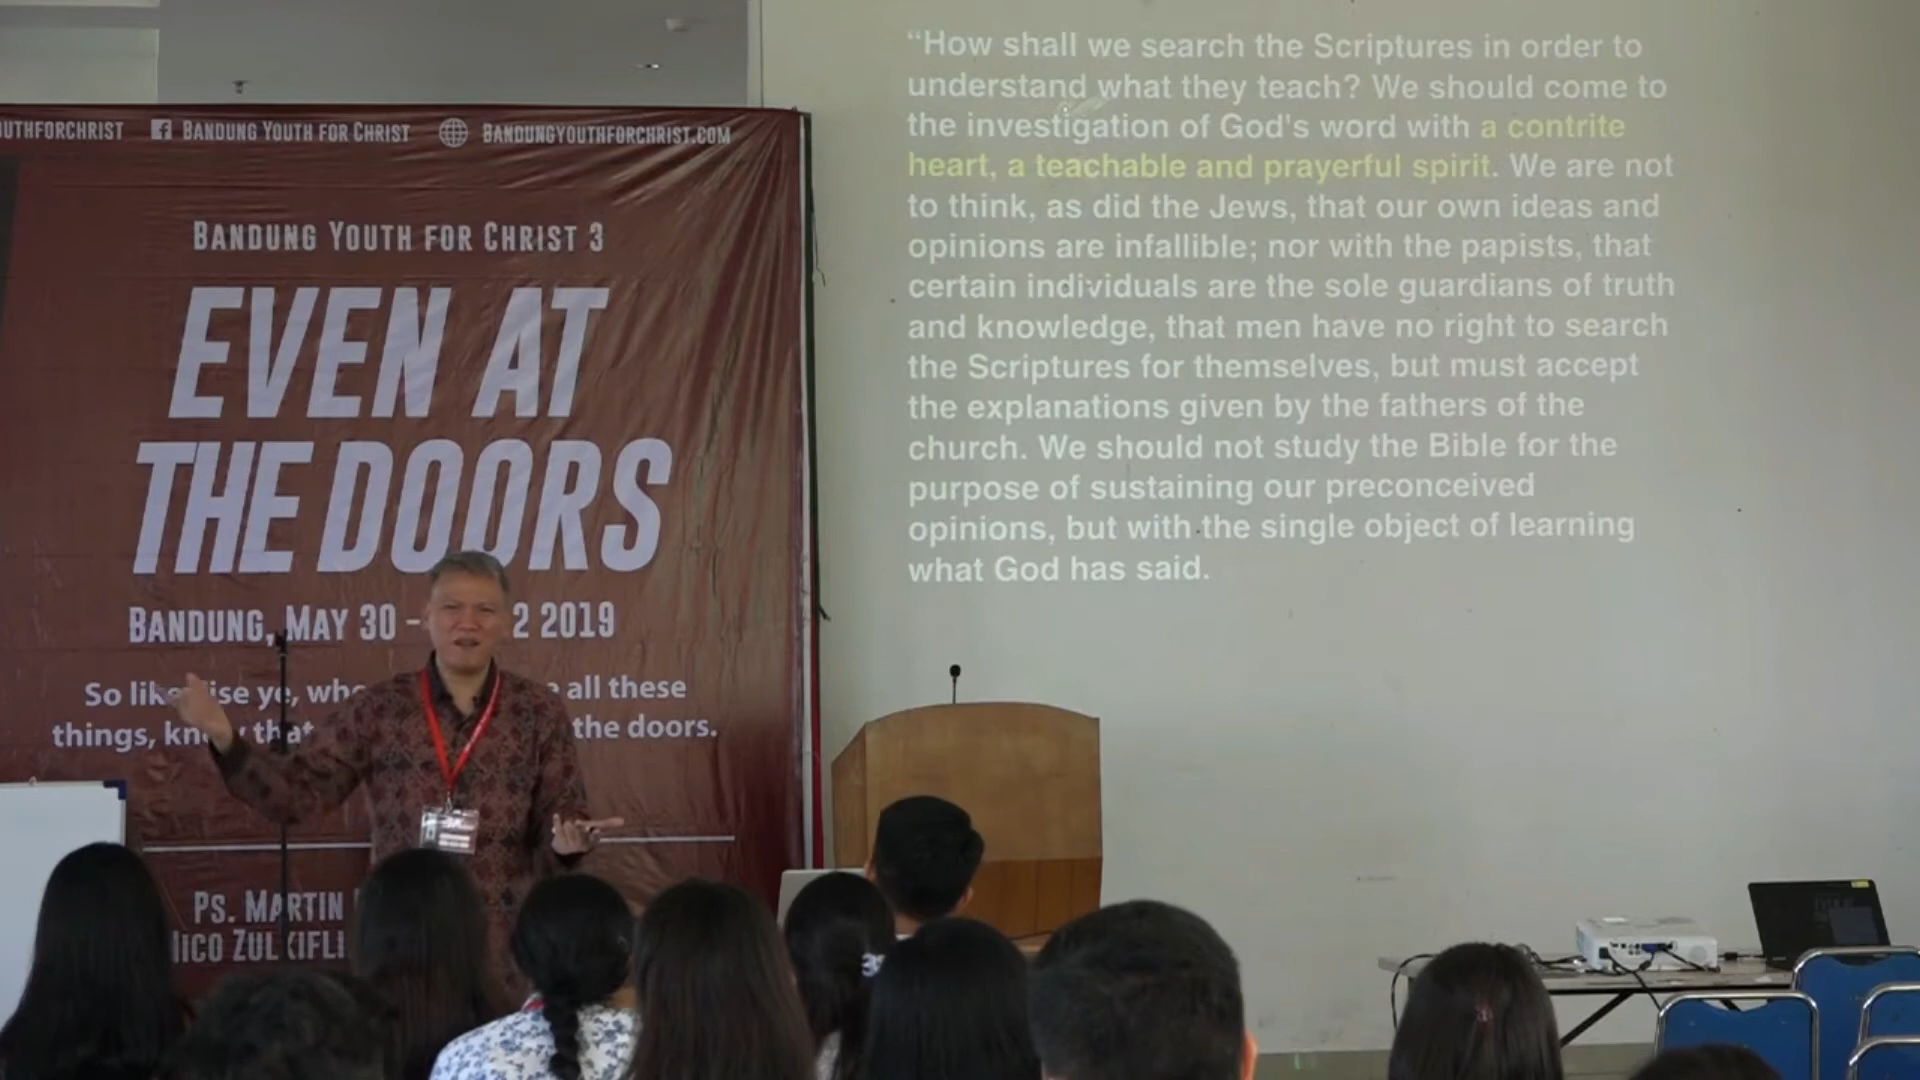 UTHFORCHRIST BANDUNG YOUTH FOR CHRIST BANDUNGYOUTHFORCHRIST.COM
BANDUNG YOUTH FOR CHRIST 3
EVEN AT
THE DOORS
BANDUNG, MAY 30 - 2 2019
So likewise ye, all these
things, know that the doors.
PS. MARTIN
NICO ZULKIFLI
“How shall we search the Scriptures in order to
understand what they teach? We should come to
the investigation of God's word with a contrite
heart, a teachable and prayerful spirit. We are not
to think, as did the Jews, that our own ideas and
opinions are infallible; nor with the papists, that
certain individuals are the sole guardians of truth
and knowledge, that men have no right to search
the Scriptures for themselves, but must accept
the explanations given by the fathers of the
church. We should not study the Bible for the
purpose of sustaining our preconceived
opinions, but with the single object of learning
what God has said.